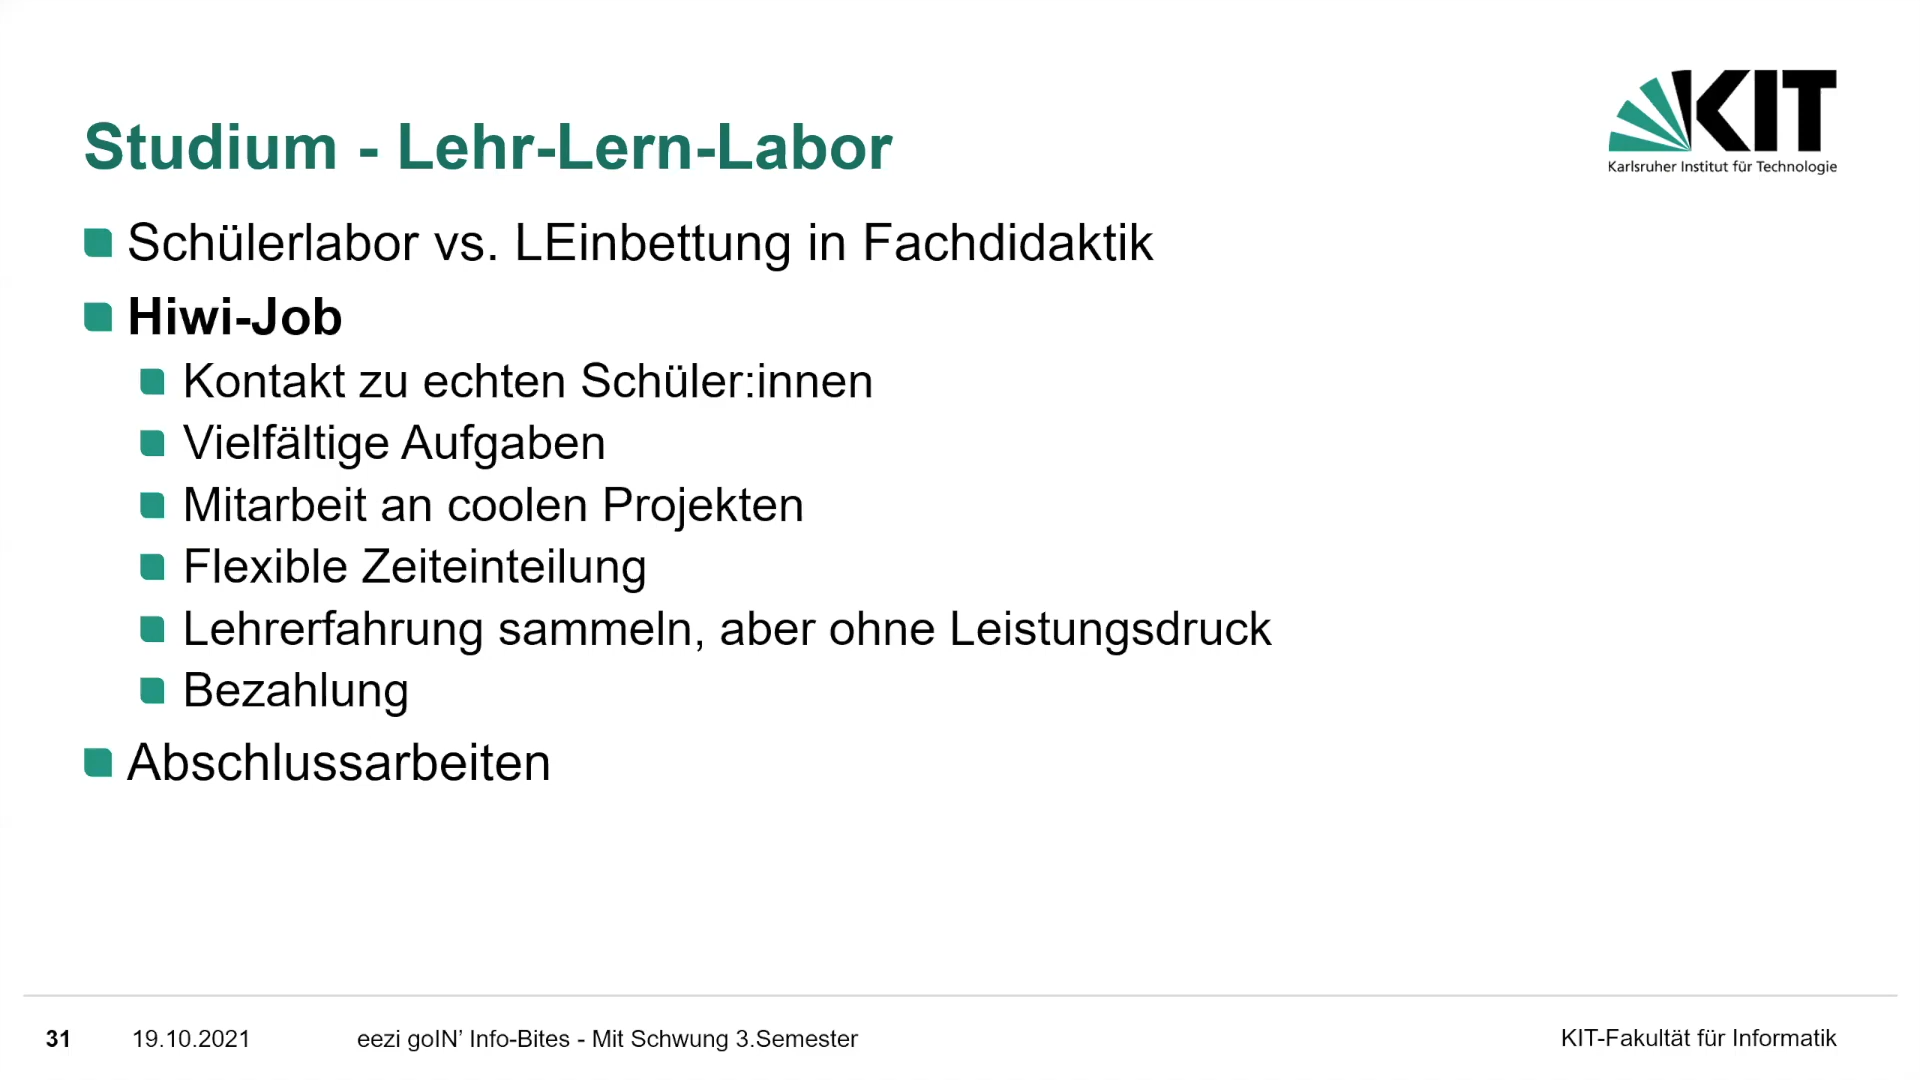 KIT
Karlsruher Institut für Technologie
Studium - Lehr-Lern-Labor
Schülerlabor vs. LEinbettung in Fachdidaktik
Hiwi-Job
Kontakt zu echten Schüler:innen
Vielfältige Aufgaben
Mitarbeit an coolen Projekten
Flexible Zeiteinteilung
Lehrerfahrung sammeln, aber ohne Leistungsdruck
Bezahlung
Abschlussarbeiten
31 19.10.2021 eezi goIN’ Info-Bites - Mit Schwung 3.Semester KIT-Fakultät für Informatik